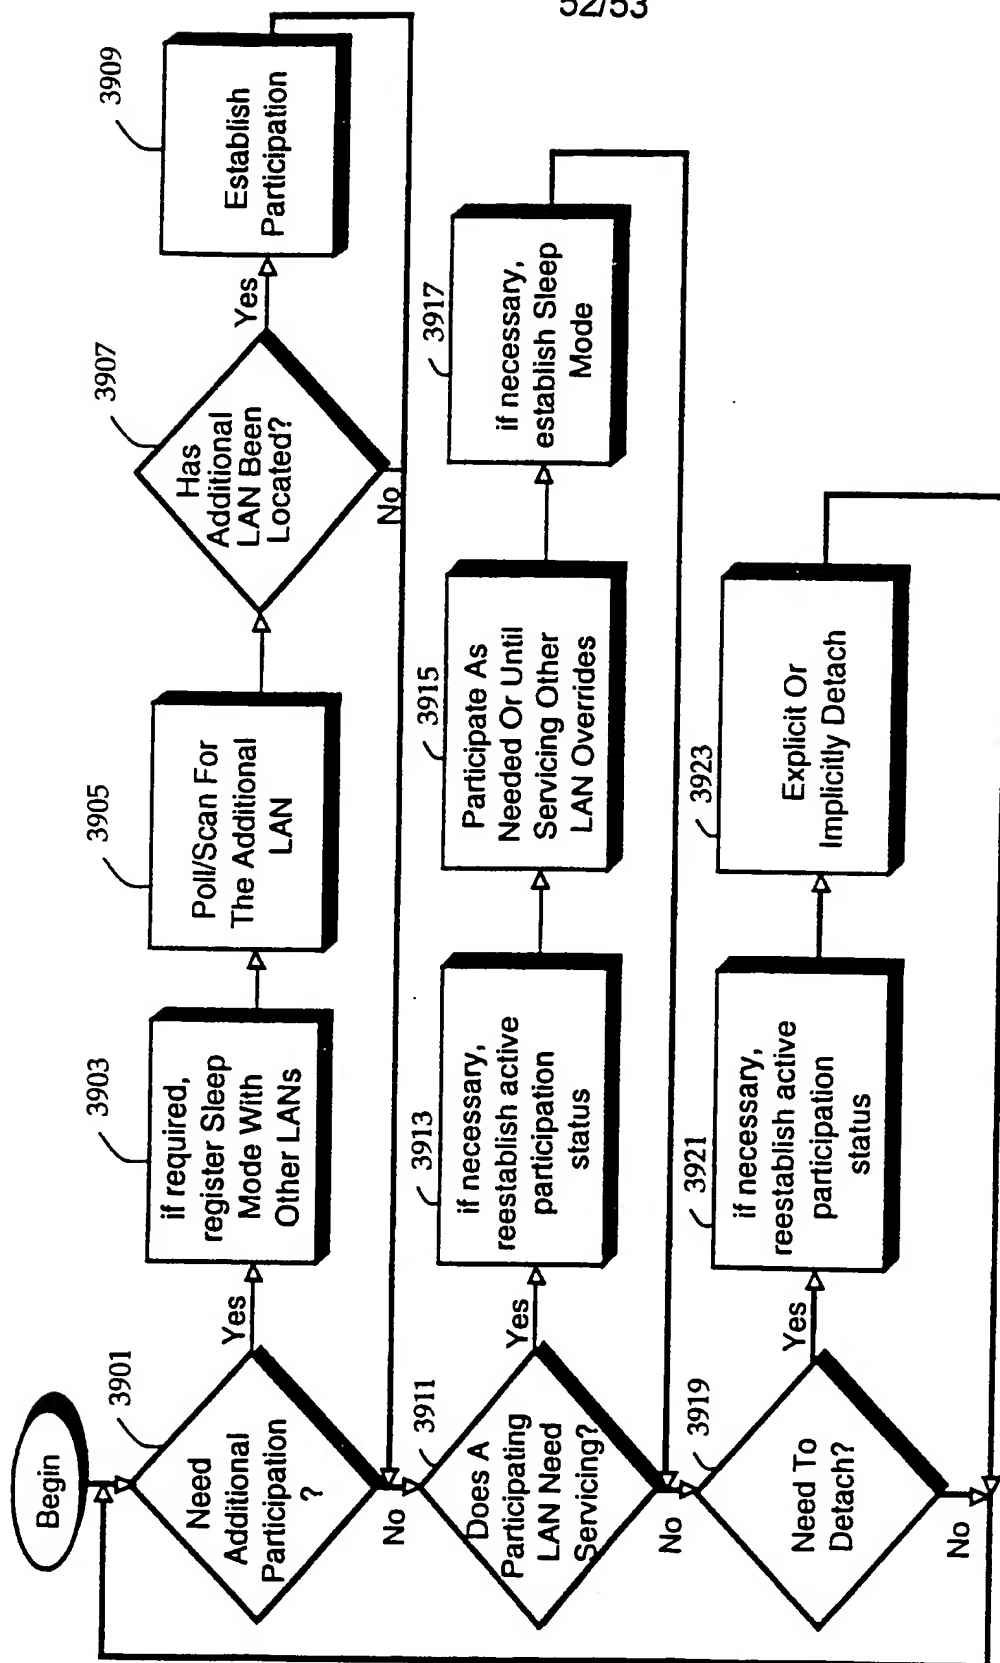 52/53
Begin
3901
Need
Additional
Participation
?
Yes
No
3903
if required,
register Sleep
Mode With
Other LANs
3905
Poll/Scan For
The Additional
LAN
3907
Has
Additional
LAN Been
Located?
Yes
No
3909
Establish
Participation
3911
Does A
Participating
LAN Need
Servicing?
Yes
No
3913
if necessary,
reestablish active
participation
status
3915
Participate As
Needed Or Until
Servicing Other
LAN Overrides
3917
if necessary,
establish Sleep
Mode
3919
Need To
Detach?
Yes
No
3921
if necessary,
reestablish active
participation
status
3923
Explicit Or
Implicitly Detach